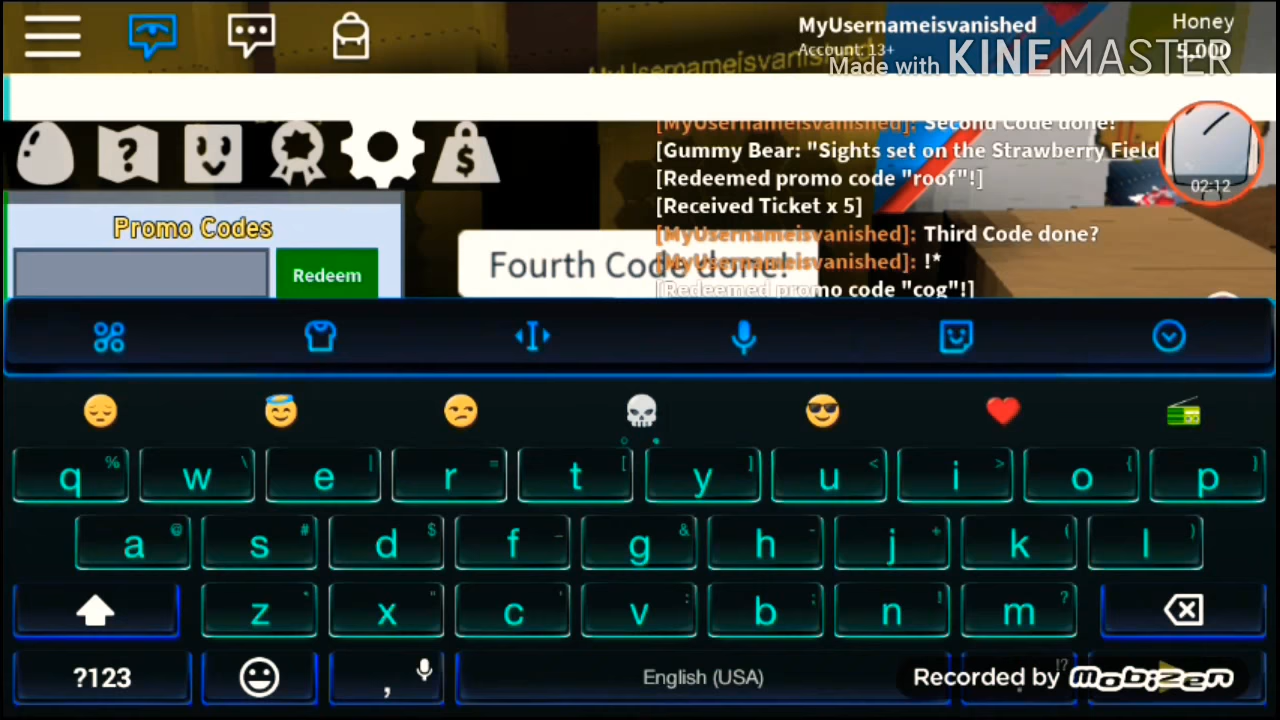 MyUsernameisvanished
Account: 13+
Honey
5,000
Made with KINEMASTER
MyUsernameisvanished
[MyUsernameisvanished]: Second Code done!
[Gummy Bear: "Sights set on the Strawberry Field
[Redeemed promo code "roof"!]
[Received Ticket x 5]
[MyUsernameisvanished]: Third Code done?
[MyUsernameisvanished]: !*
[Redeemed promo code "cog"!]
02:12
Promo Codes
Redeem
Fourth Code done!
q % w \ e | r = t [ y ] u < i > o { p }
a @ s # d $ f _ g & h - j + k ( l )
z x " c ' v : b ; n ! m ?
?123 , English (USA) !?
Recorded by mobizen